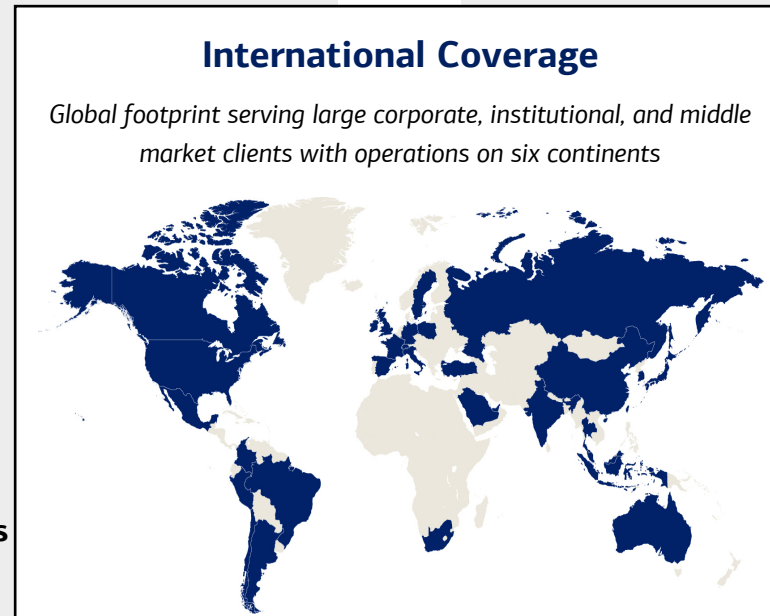 International Coverage
Global footprint serving large corporate, institutional, and middle
market clients with operations on six continents
s